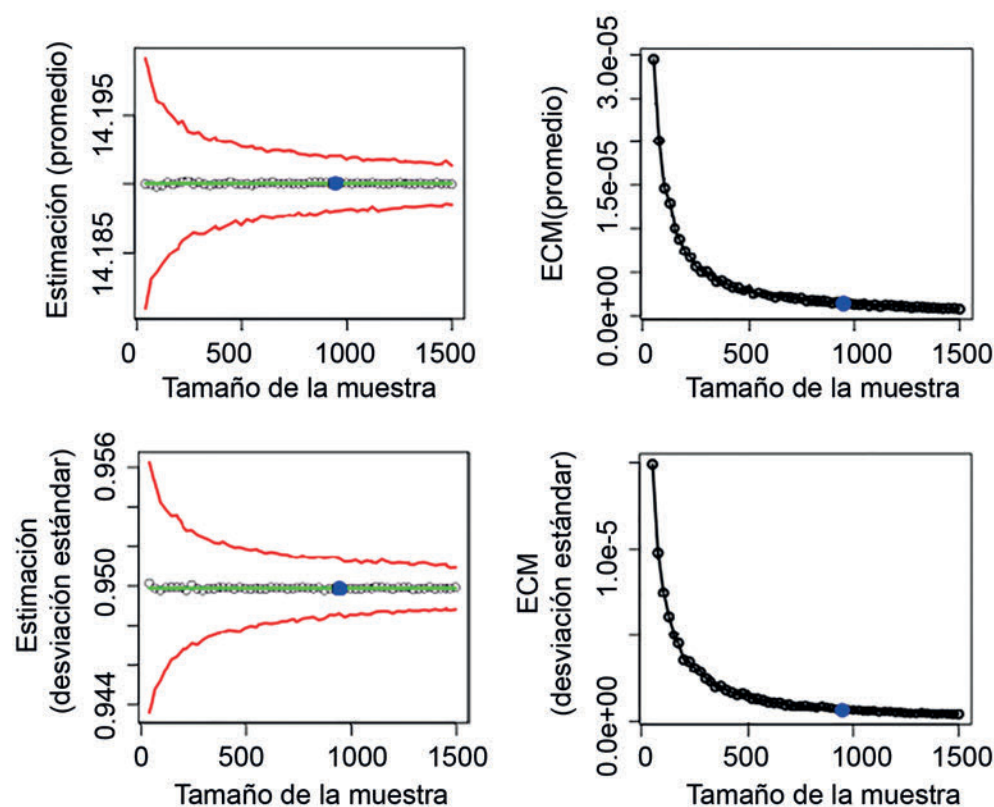 Estimación (promedio)
14.1195
14.1185
0
500
1000
1500
Tamaño de la muestra
ECM(promedio)
3.0e-05
1.5e-05
0.0e+00
0
500
1000
1500
Tamaño de la muestra
Estimación
(desviación estándar)
0.956
0.950
0.944
0
500
1000
1500
Tamaño de la muestra
ECM
(desviación estándar)
1.0e-5
0.0e+00
0
500
1000
1500
Tamaño de la muestra